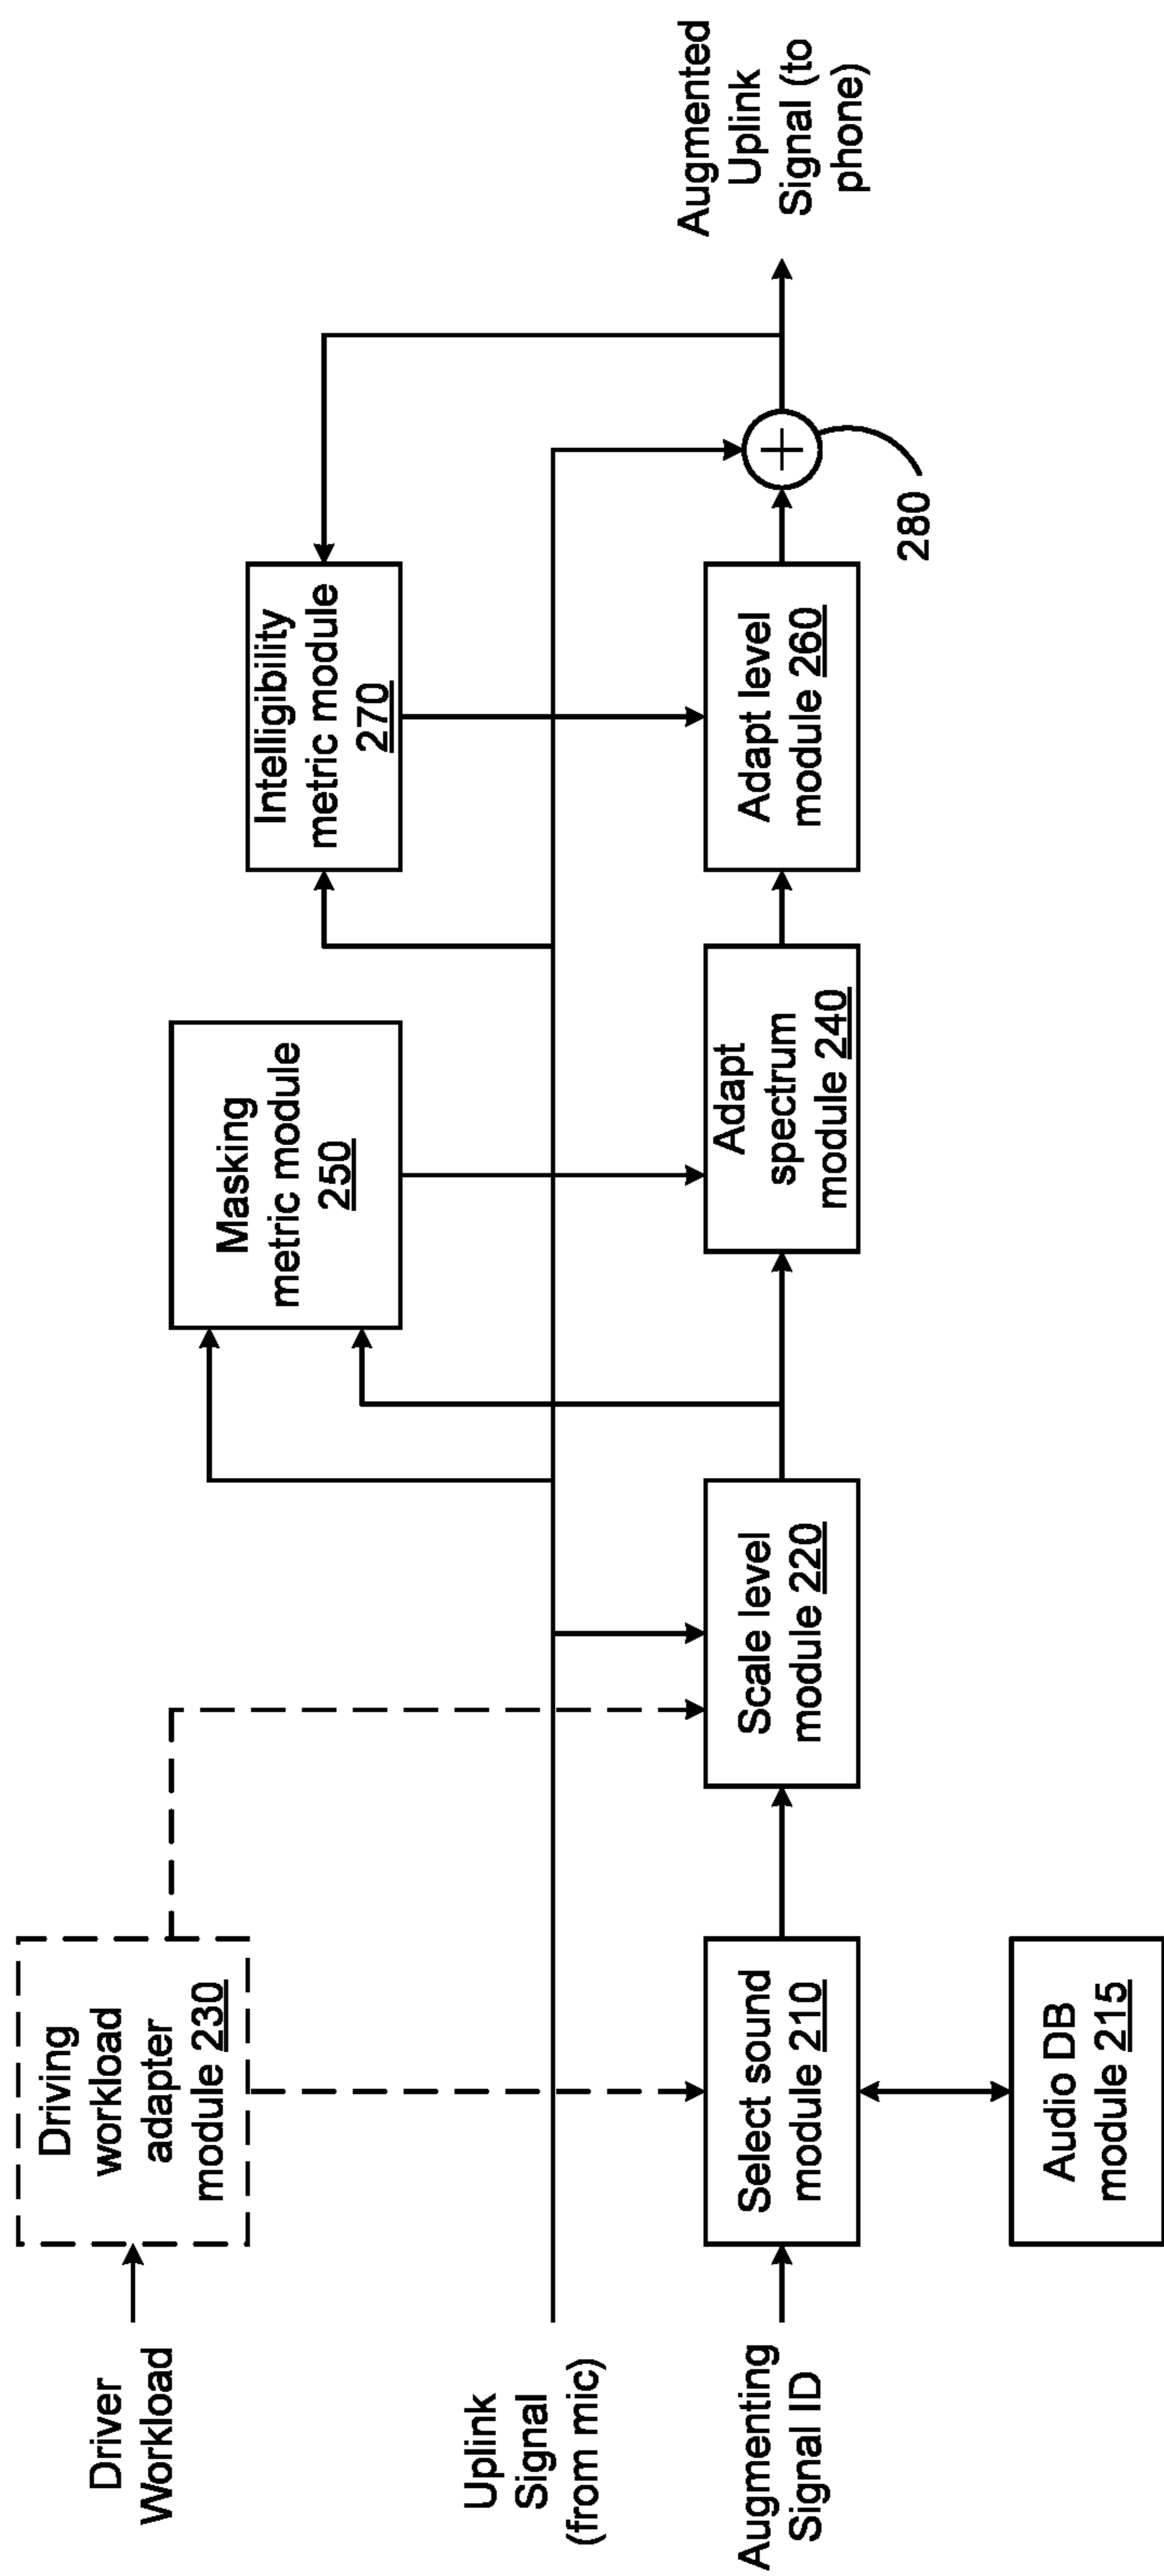 Driver
Workload
Driving
workload
adapter
module 230
Uplink
Signal
(from mic)
Augmenting
Signal ID
Select sound
module 210
Audio DB
module 215
Scale level
module 220
Masking
metric module
250
Adapt
spectrum
module 240
Intelligibility
metric module
270
Adapt level
module 260
280
Augmented
Uplink
Signal (to
phone)